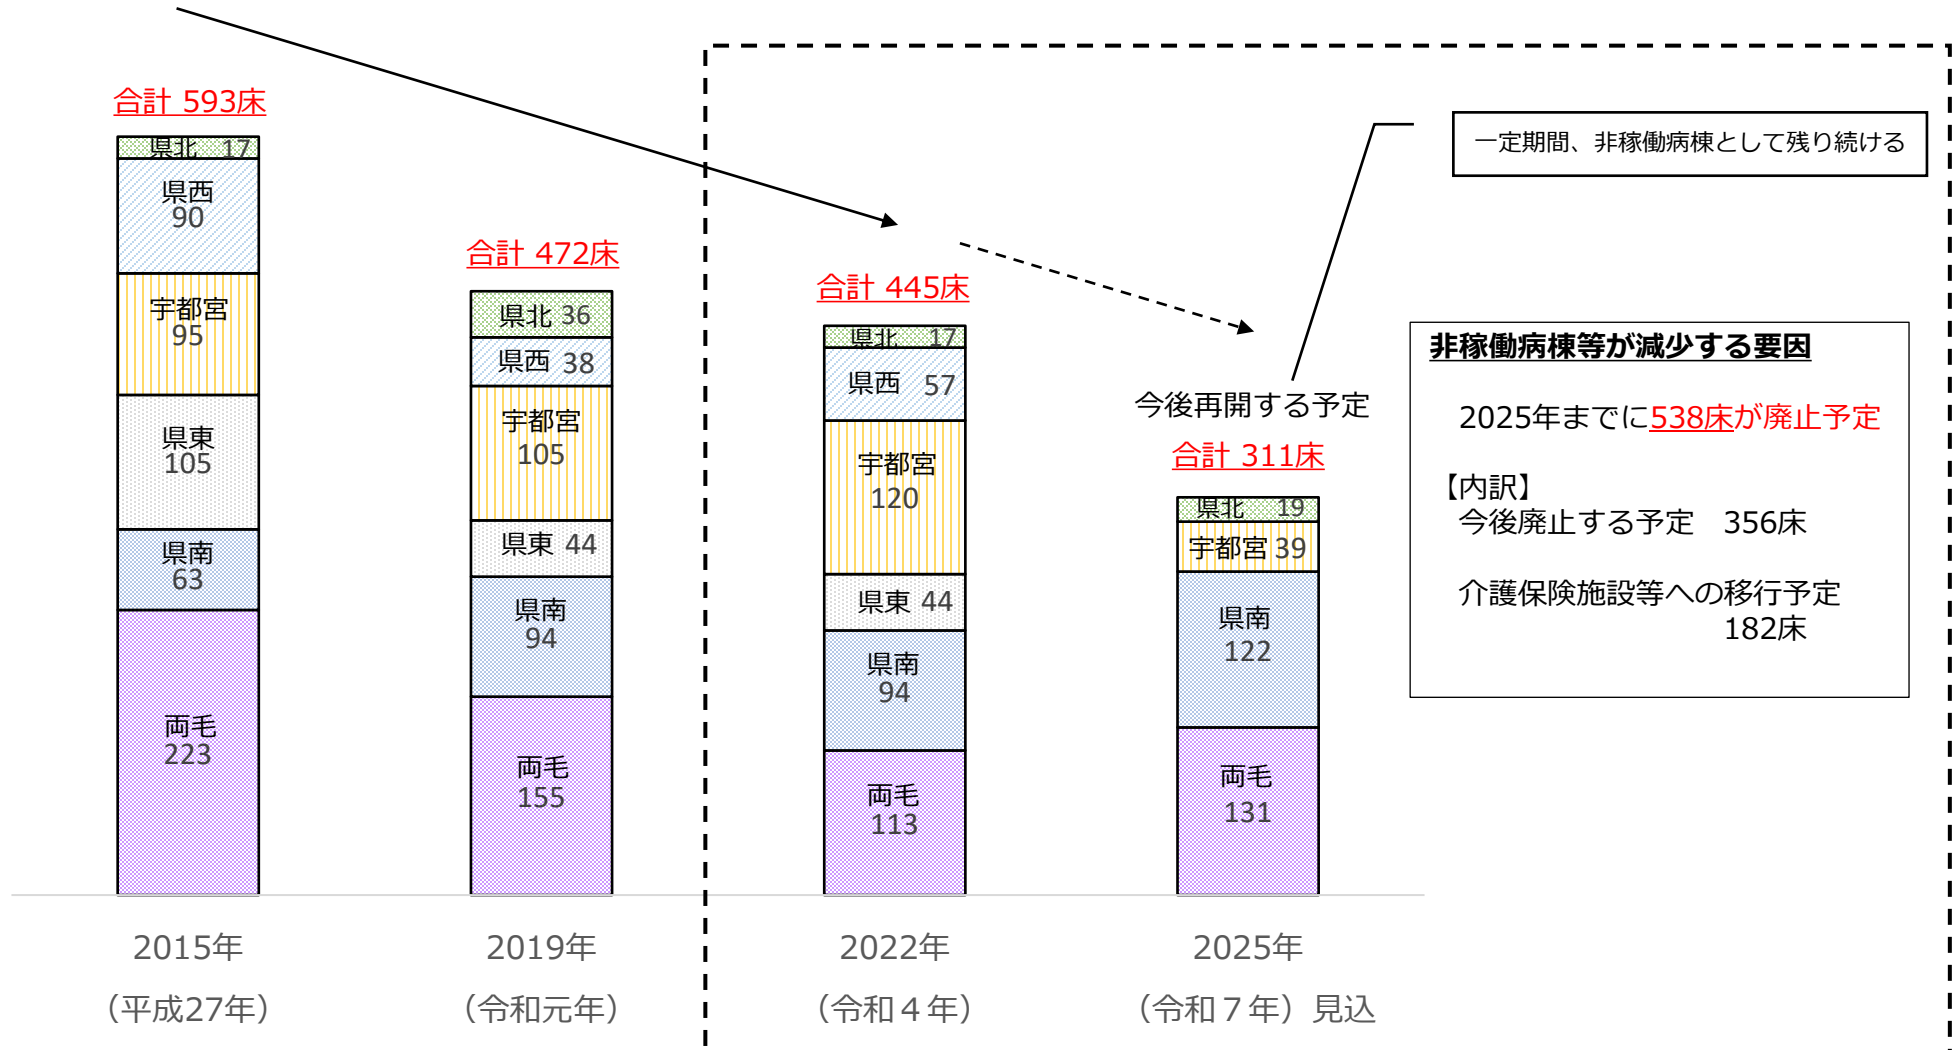 合計 593床
県北 17
県西
90
宇都宮
95
県東
105
県南
63
両毛
223
合計 472床
県北 36
県西 38
宇都宮
105
県東 44
県南
94
両毛
155
合計 445床
県北 17
県西 57
宇都宮
120
県東 44
県南
94
両毛
113
今後再開する予定
合計 311床
県北 19
宇都宮 39
県南
122
両毛
131
一定期間、非稼働病棟として残り続ける
非稼働病棟等が減少する要因
2025年までに538床が廃止予定
【内訳】
今後廃止する予定　356床
介護保険施設等への移行予定
182床
2015年
（平成27年）
2019年
（令和元年）
2022年
（令和４年）
2025年
（令和７年）見込